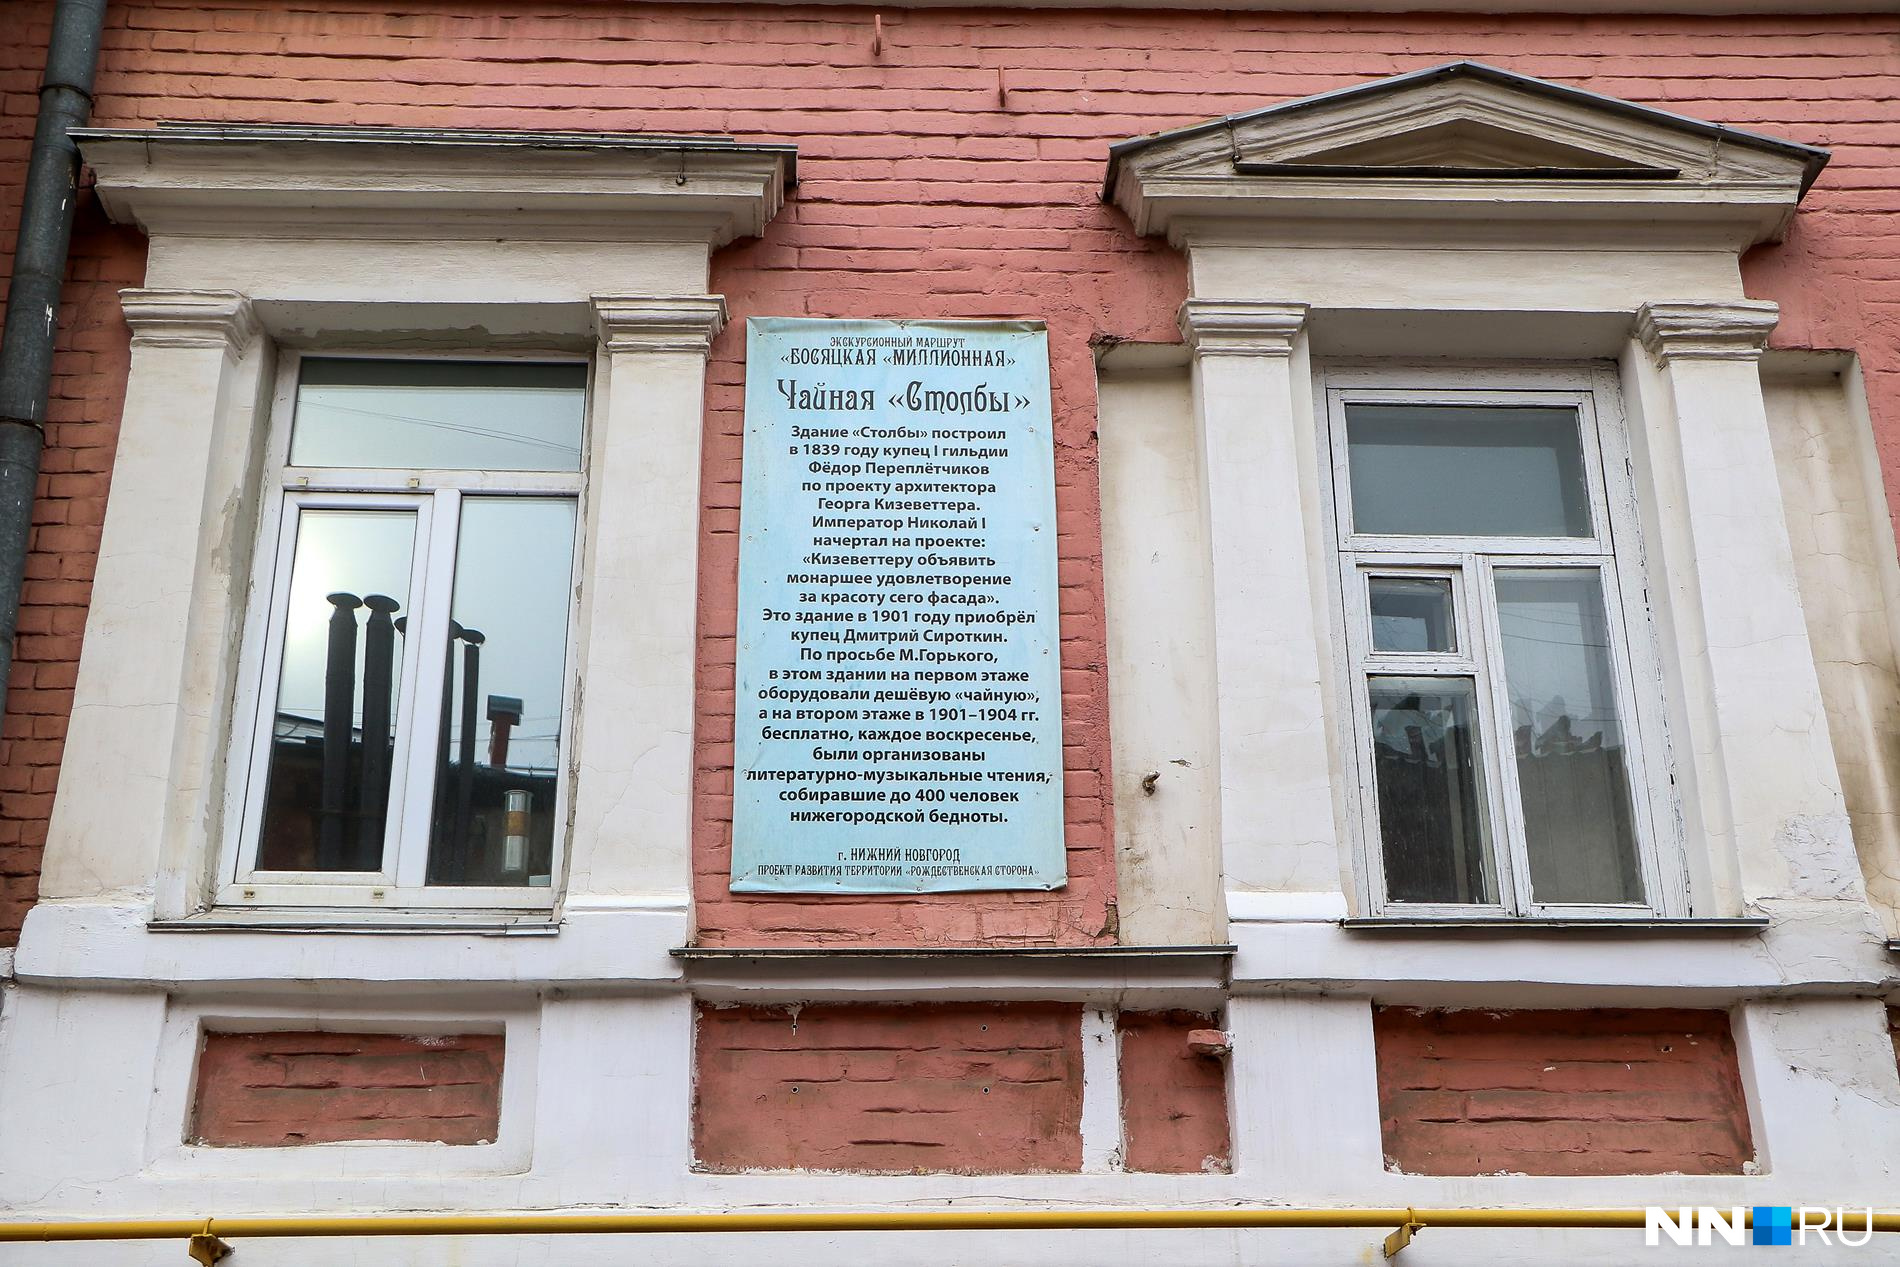 ЭКСКУРСИОННЫЙ МАРШРУТ
«БОСЯЦКАЯ «МИЛЛИОННАЯ»
Чайная «Столбы»
Здание «Столбы» построил
в 1839 году купец I гильдии
Фёдор Переплётчиков
по проекту архитектора
Георга Кизеветтера.
Император Николай I
начертал на проекте:
«Кизеветтеру объявить
монаршее удовлетворение
за красоту сего фасада».
Это здание в 1901 году приобрёл
купец Дмитрий Сироткин.
По просьбе М.Горького,
в этом здании на первом этаже
оборудовали дешёвую «чайную»,
а на втором этаже в 1901–1904 гг.
бесплатно, каждое воскресенье,
были организованы
литературно-музыкальные чтения,
собиравшие до 400 человек
нижегородской бедноты.
г. НИЖНИЙ НОВГОРОД
ПРОЕКТ РАЗВИТИЯ ТЕРРИТОРИИ «РОЖДЕСТВЕНСКАЯ СТОРОНА»
NN RU